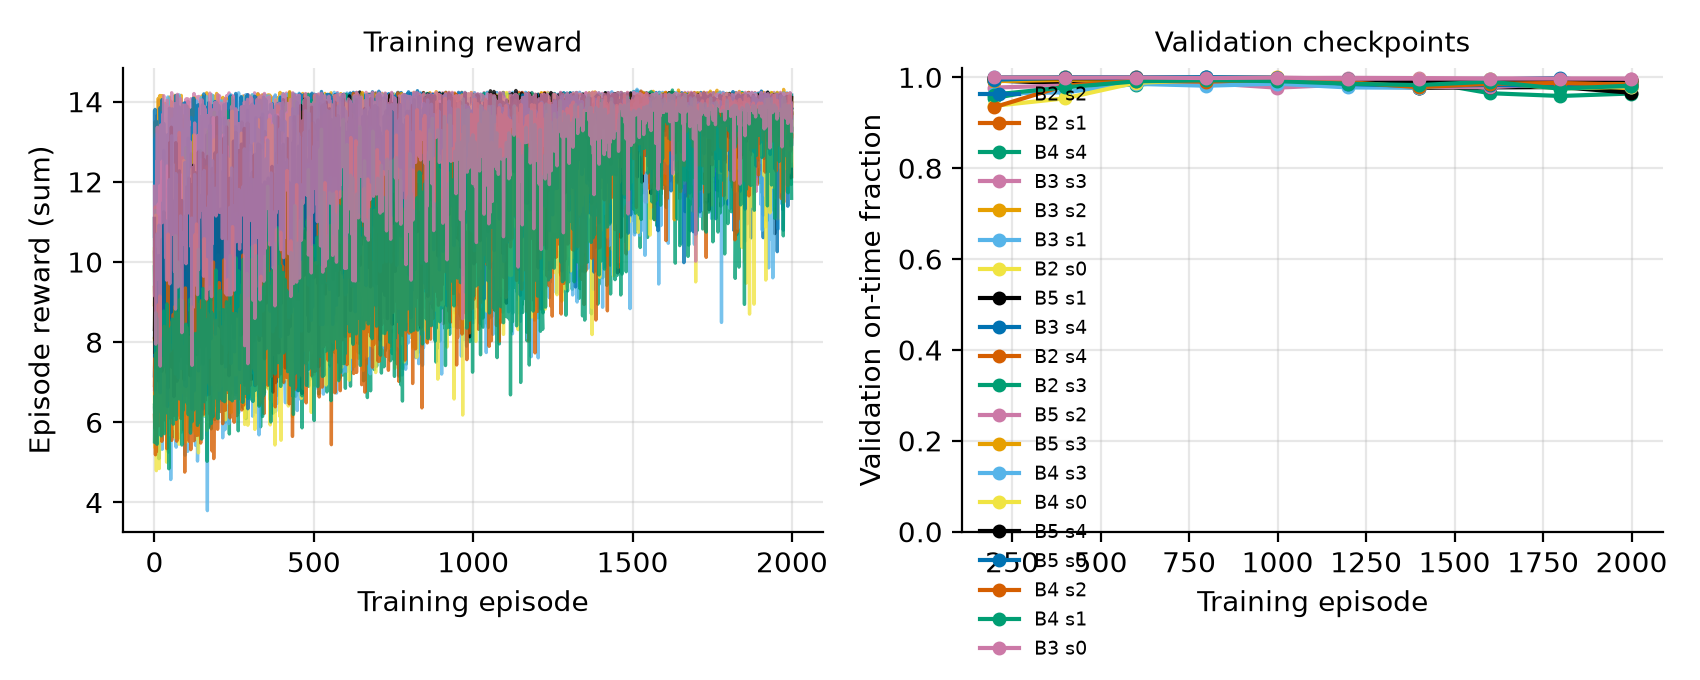 Training reward
Episode reward (sum)
14
12
10
8
6
4
0
500
1000
1500
2000
Training episode
Validation checkpoints
Validation on-time fraction
1.0
0.8
0.6
0.4
0.2
0.0
250
500
750
1000
1250
1500
1750
2000
Training episode
B2 s2
B2 s1
B4 s4
B3 s3
B3 s2
B3 s1
B2 s0
B5 s1
B3 s4
B2 s4
B2 s3
B5 s2
B5 s3
B4 s3
B4 s0
B5 s4
B5 s0
B4 s2
B4 s1
B3 s0